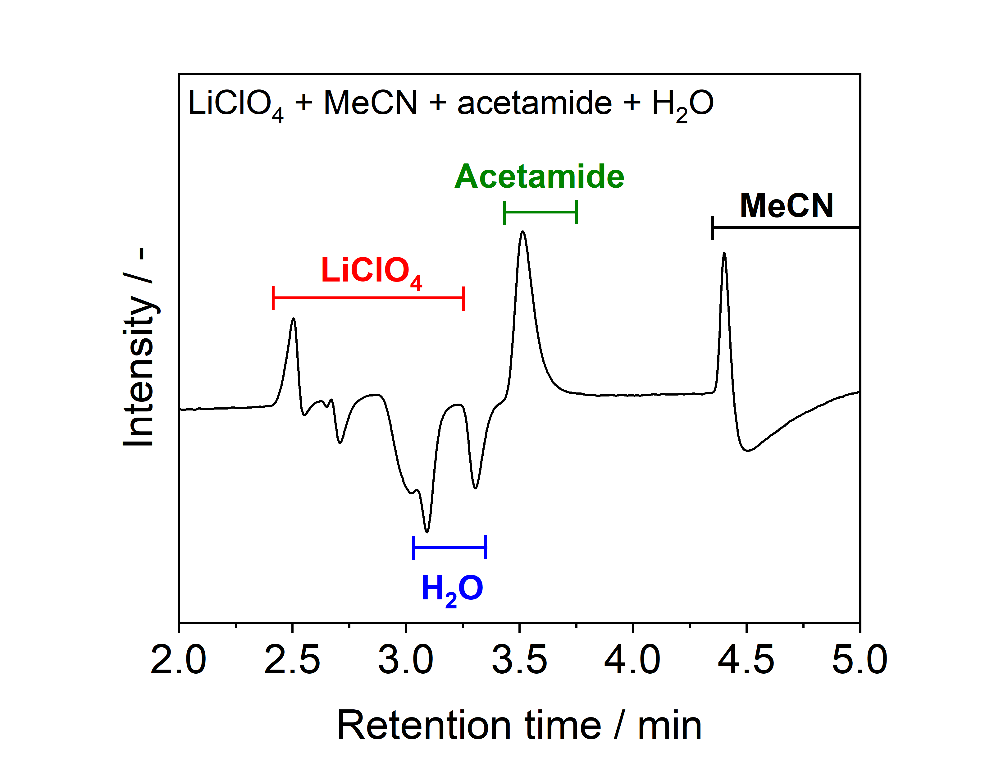 LiClO₄ + MeCN + acetamide + H₂O
Acetamide
MeCN
LiClO₄
H₂O
Intensity / -
2.0 2.5 3.0 3.5 4.0 4.5 5.0
Retention time / min